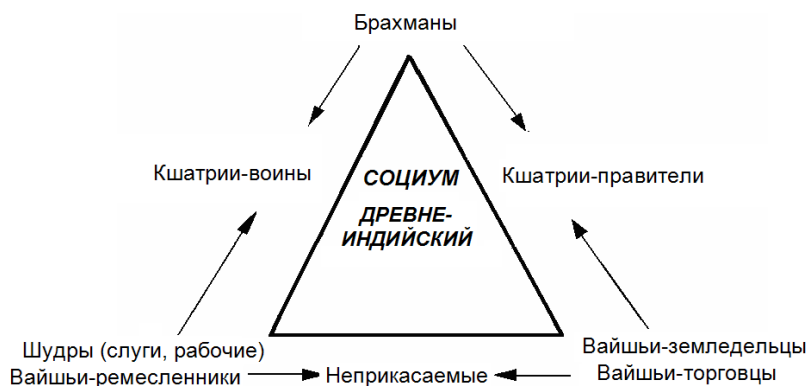 Брахманы
Кшатрии-воины
СОЦИУМ
ДРЕВНЕ-
ИНДИЙСКИЙ
Кшатрии-правители
Шудры (слуги, рабочие)
Вайшьи-ремесленники
Неприкасаемые
Вайшьи-земледельцы
Вайшьи-торговцы